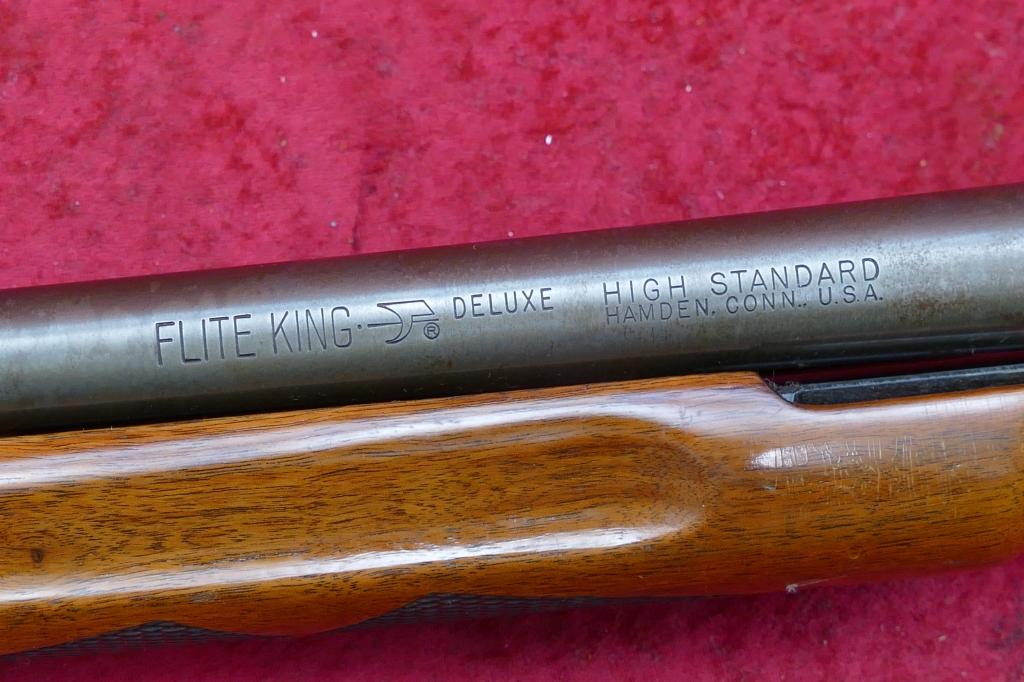 FLITE KING ® DELUXE
HIGH STANDARD
HAMDEN, CONN., U.S.A.